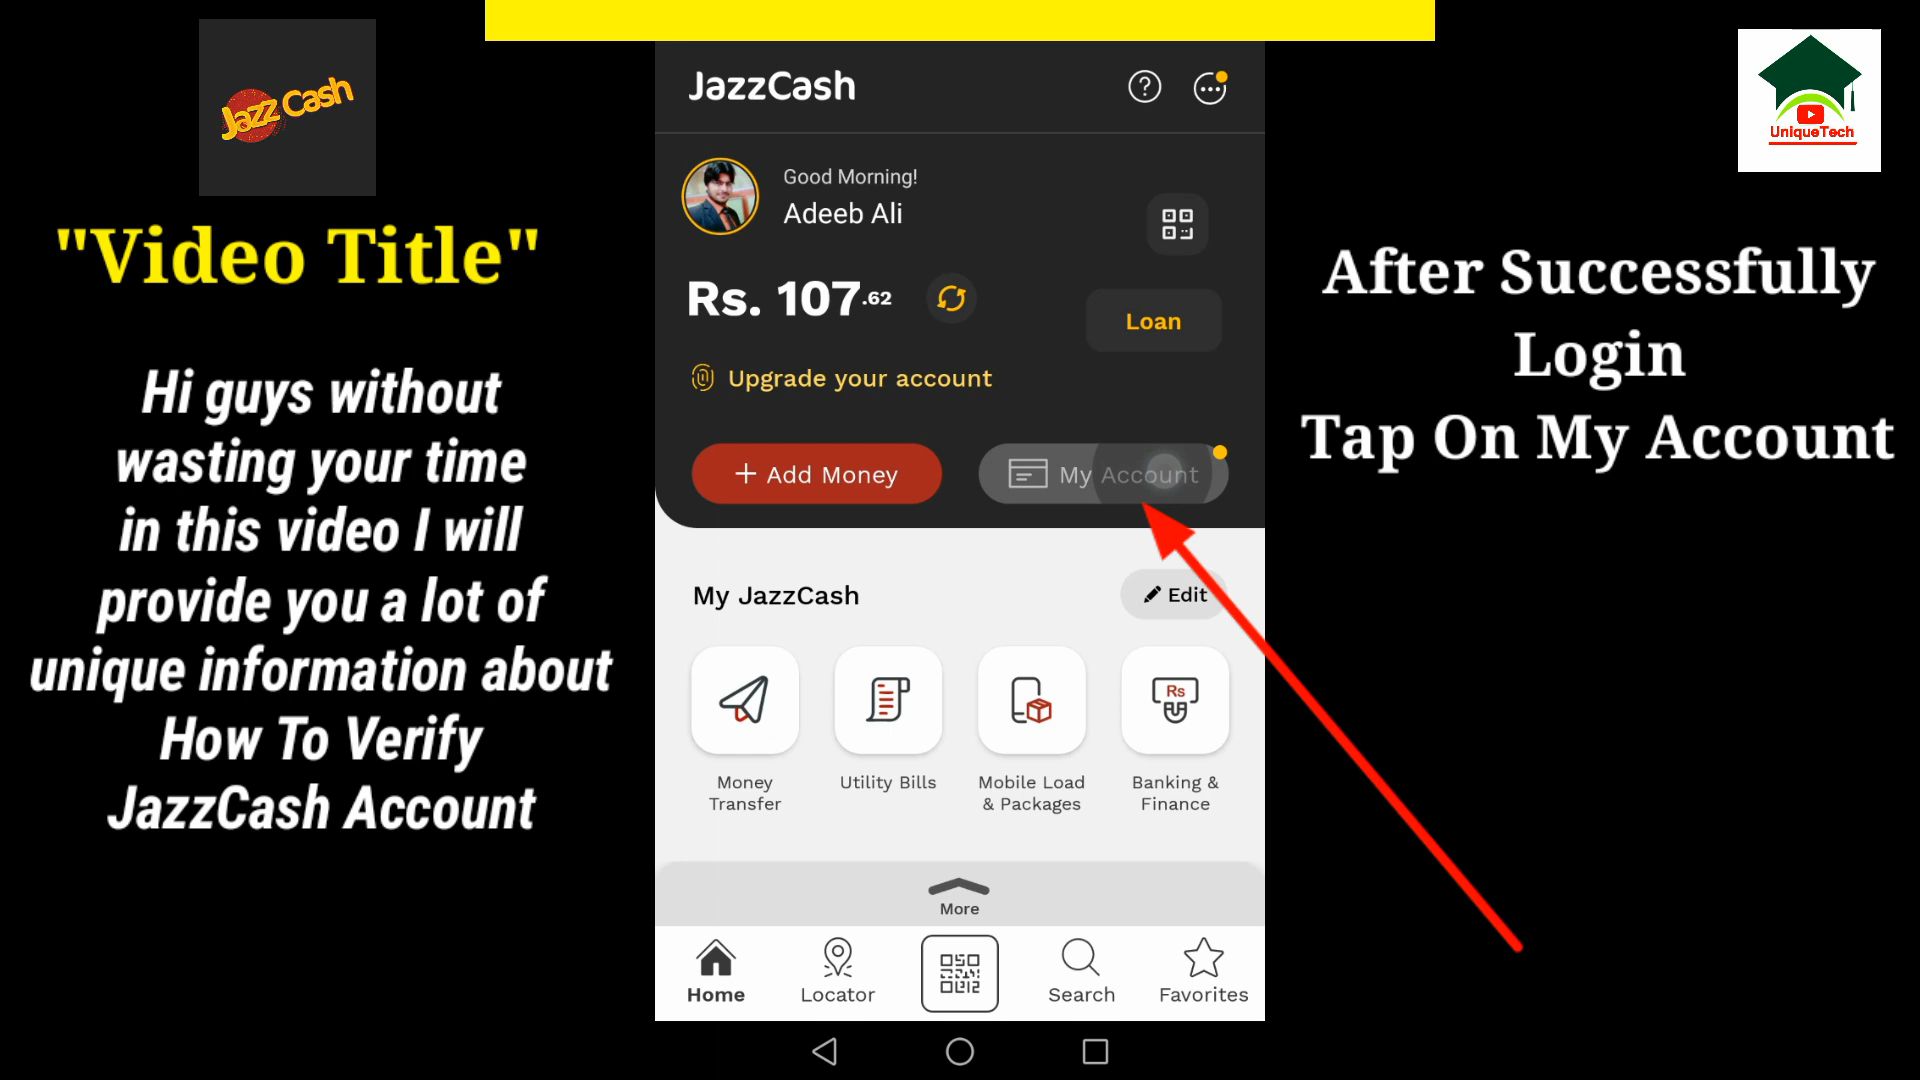 Jazz Cash
"Video Title"
Hi guys without
wasting your time
in this video I will
provide you a lot of
unique information about
How To Verify
JazzCash Account
JazzCash
?
Good Morning!
Adeeb Ali
Rs. 107.62
Loan
Upgrade your account
+ Add Money
My Account
My JazzCash
Edit
Rs
Money
Transfer
Utility Bills
Mobile Load
& Packages
Banking &
Finance
More
Home
Locator
Search
Favorites
UniqueTech
After Successfully
Login
Tap On My Account